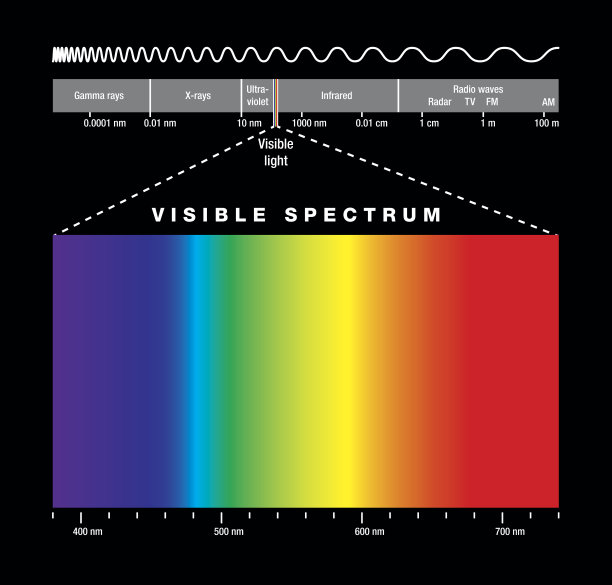 Gamma rays
X-rays
Ultra-
violet
Infrared
Radio waves
Radar TV FM AM
0.0001 nm 0.01 nm 10 nm 1000 nm 0.01 cm 1 cm 1 m 100 m
Visible
light
VISIBLE SPECTRUM
400 nm 500 nm 600 nm 700 nm